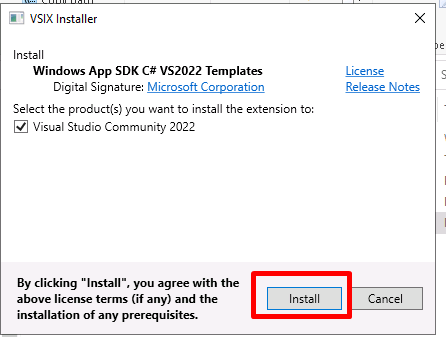 VSIX Installer
Install
Windows App SDK C# VS2022 Templates
License
Digital Signature: Microsoft Corporation
Release Notes
Select the product(s) you want to install the extension to:
Visual Studio Community 2022
By clicking "Install", you agree with the
above license terms (if any) and the
installation of any prerequisites.
Install
Cancel